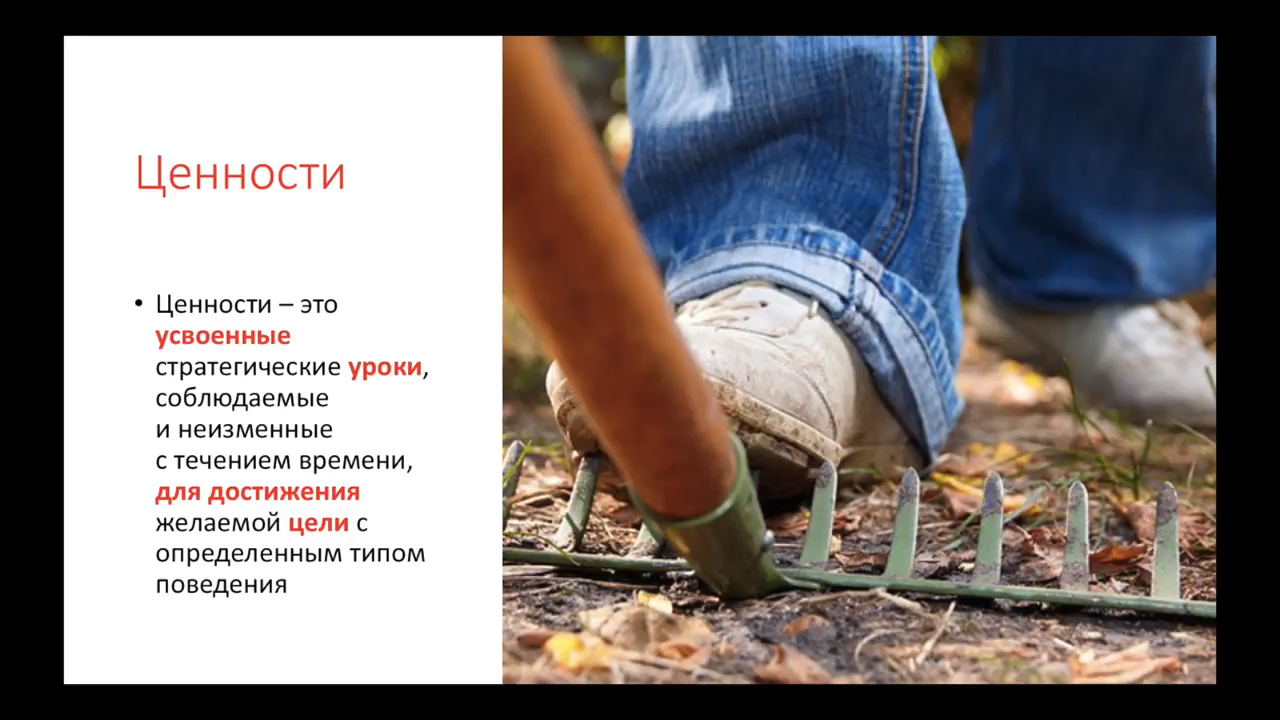 Ценности
• Ценности – это
усвоенные
стратегические уроки,
соблюдаемые
и неизменные
с течением времени,
для достижения
желаемой цели с
определенным типом
поведения